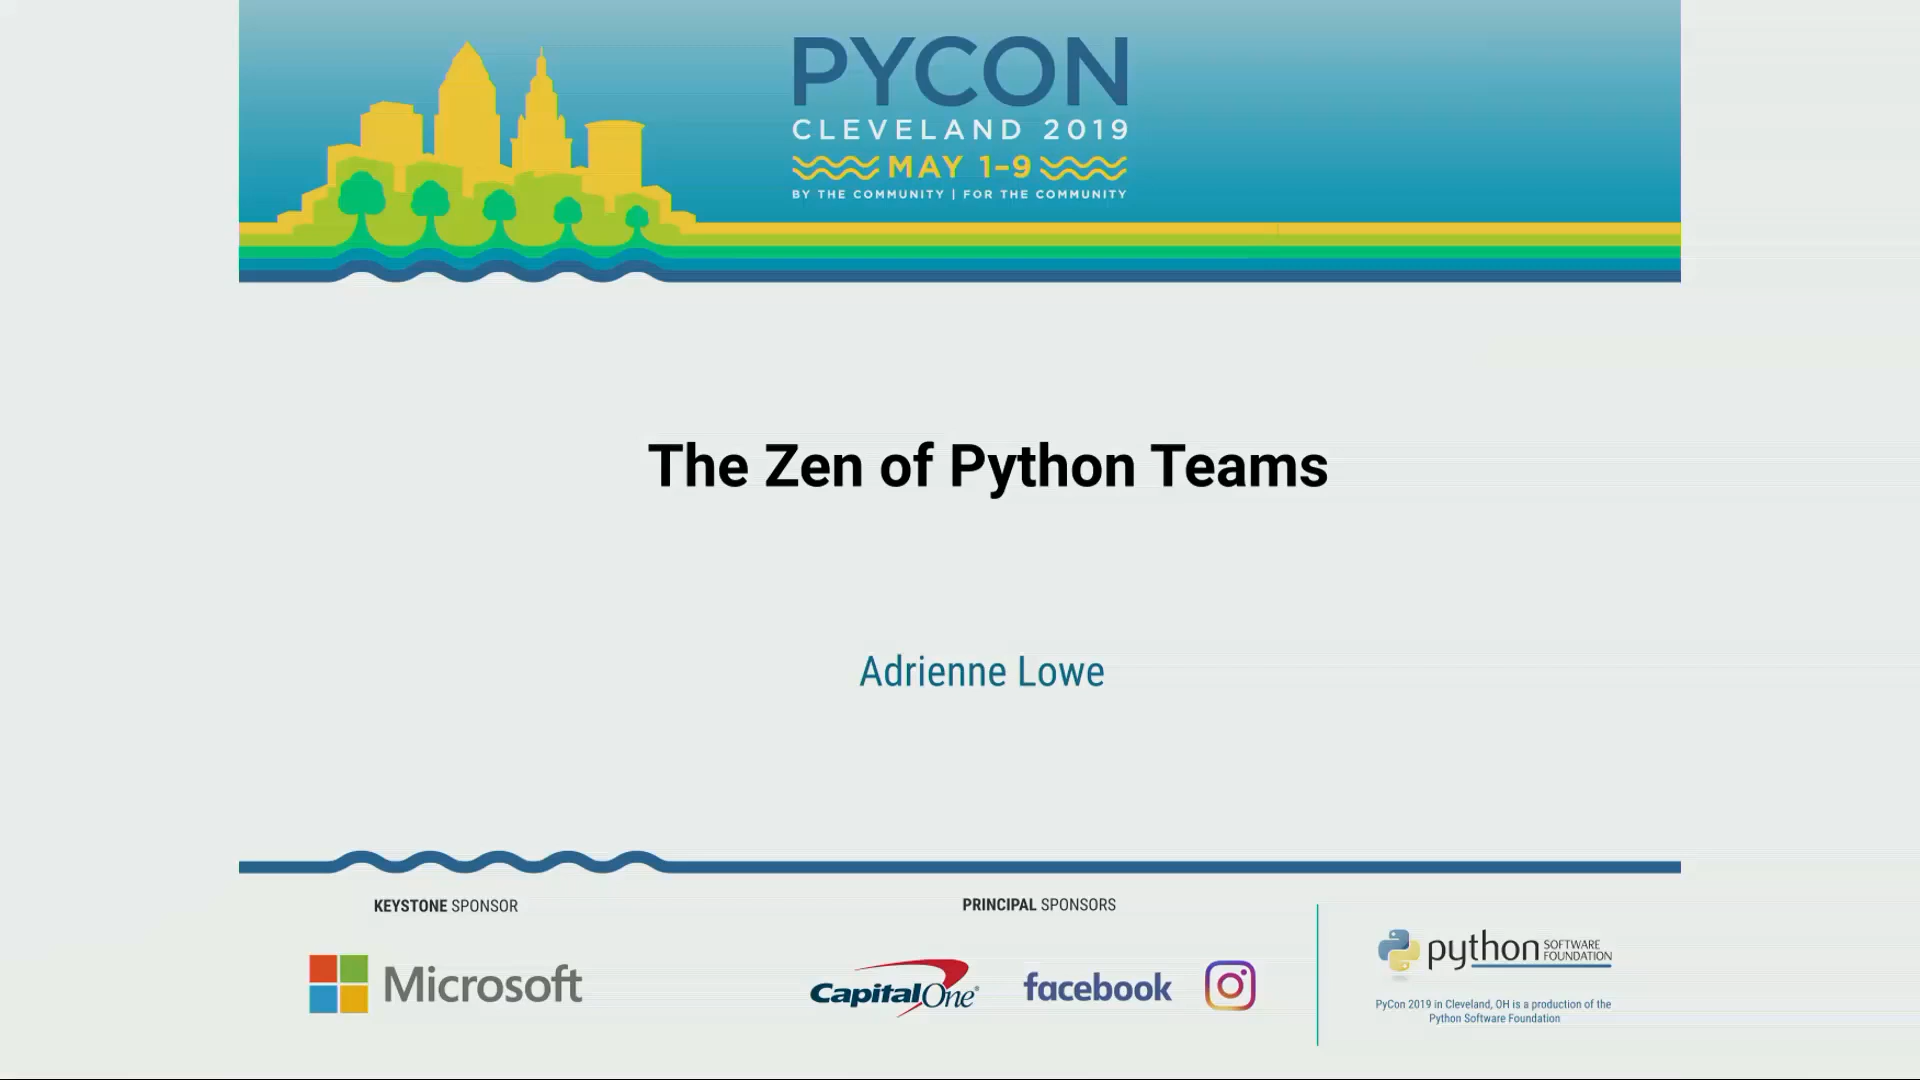 PYCON
CLEVELAND 2019
MAY 1-9
BY THE COMMUNITY | FOR THE COMMUNITY
The Zen of Python Teams
Adrienne Lowe
KEYSTONE SPONSOR
PRINCIPAL SPONSORS
Microsoft
CapitalOne®
facebook
python SOFTWARE FOUNDATION
PyCon 2019 in Cleveland, OH is a production of the
Python Software Foundation